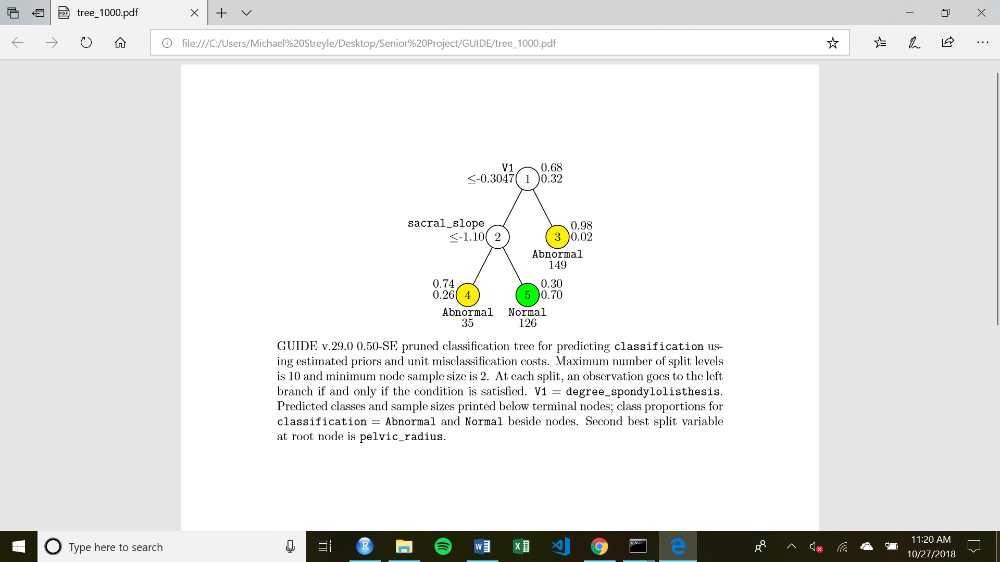 tree_1000.pdf
file:///C:/Users/Michael%20Streyle/Desktop/Senior%20Project/GUIDE/tree_1000.pdf
V1
≤-0.3047
1
0.68
0.32
sacral_slope
≤-1.10
2
3
0.98
0.02
Abnormal
149
0.74
0.26
4
Abnormal
35
5
0.30
0.70
Normal
126
GUIDE v.29.0 0.50-SE pruned classification tree for predicting classification us-
ing estimated priors and unit misclassification costs. Maximum number of split levels
is 10 and minimum node sample size is 2. At each split, an observation goes to the left
branch if and only if the condition is satisfied. V1 = degree_spondylolisthesis.
Predicted classes and sample sizes printed below terminal nodes; class proportions for
classification = Abnormal and Normal beside nodes. Second best split variable
at root node is pelvic_radius.
Type here to search
11:20 AM
10/27/2018